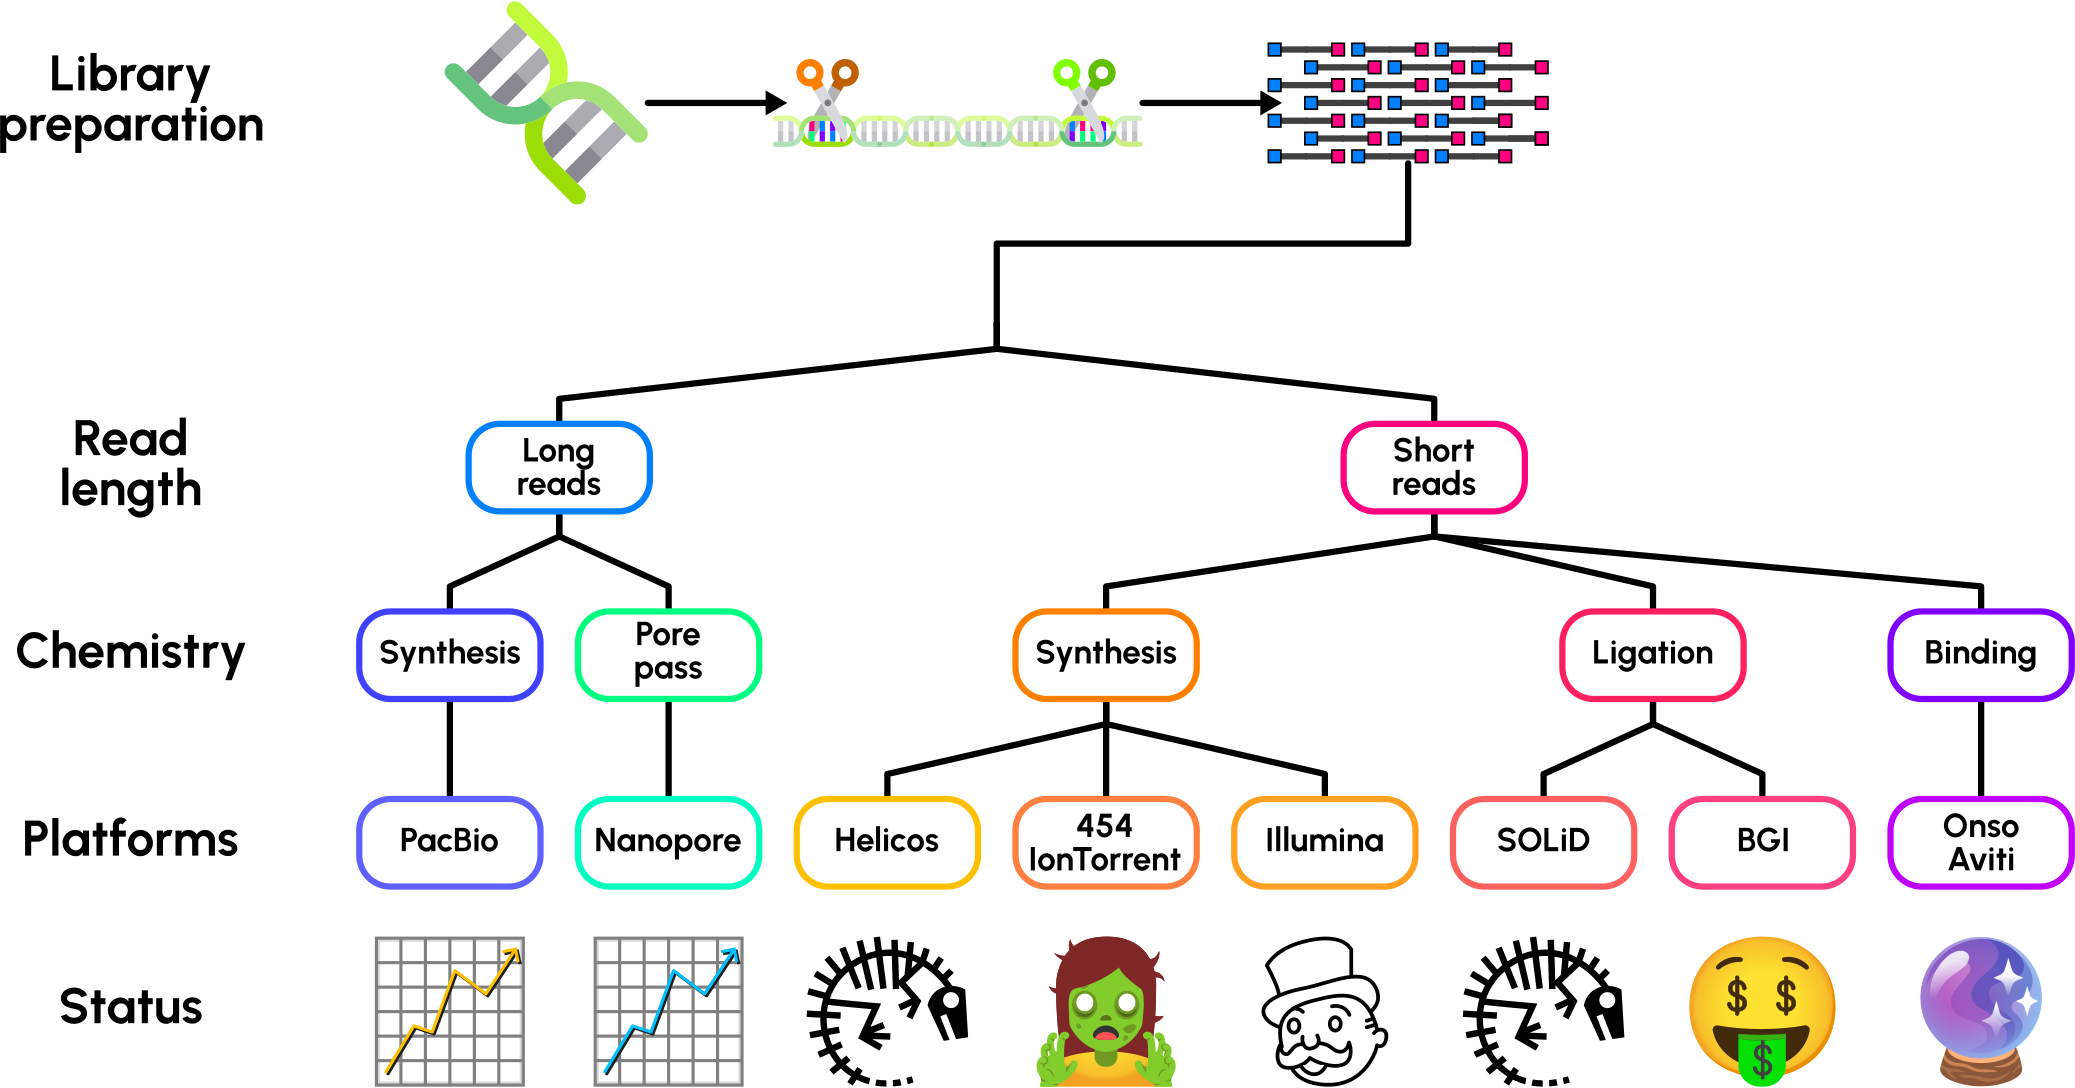 Library
preparation
Read
length
Long
reads
Short
reads
Chemistry
Synthesis
Pore
pass
Synthesis
Ligation
Binding
Platforms
PacBio
Nanopore
Helicos
454
IonTorrent
Illumina
SOLiD
BGI
Onso
Aviti
Status
$ $
$